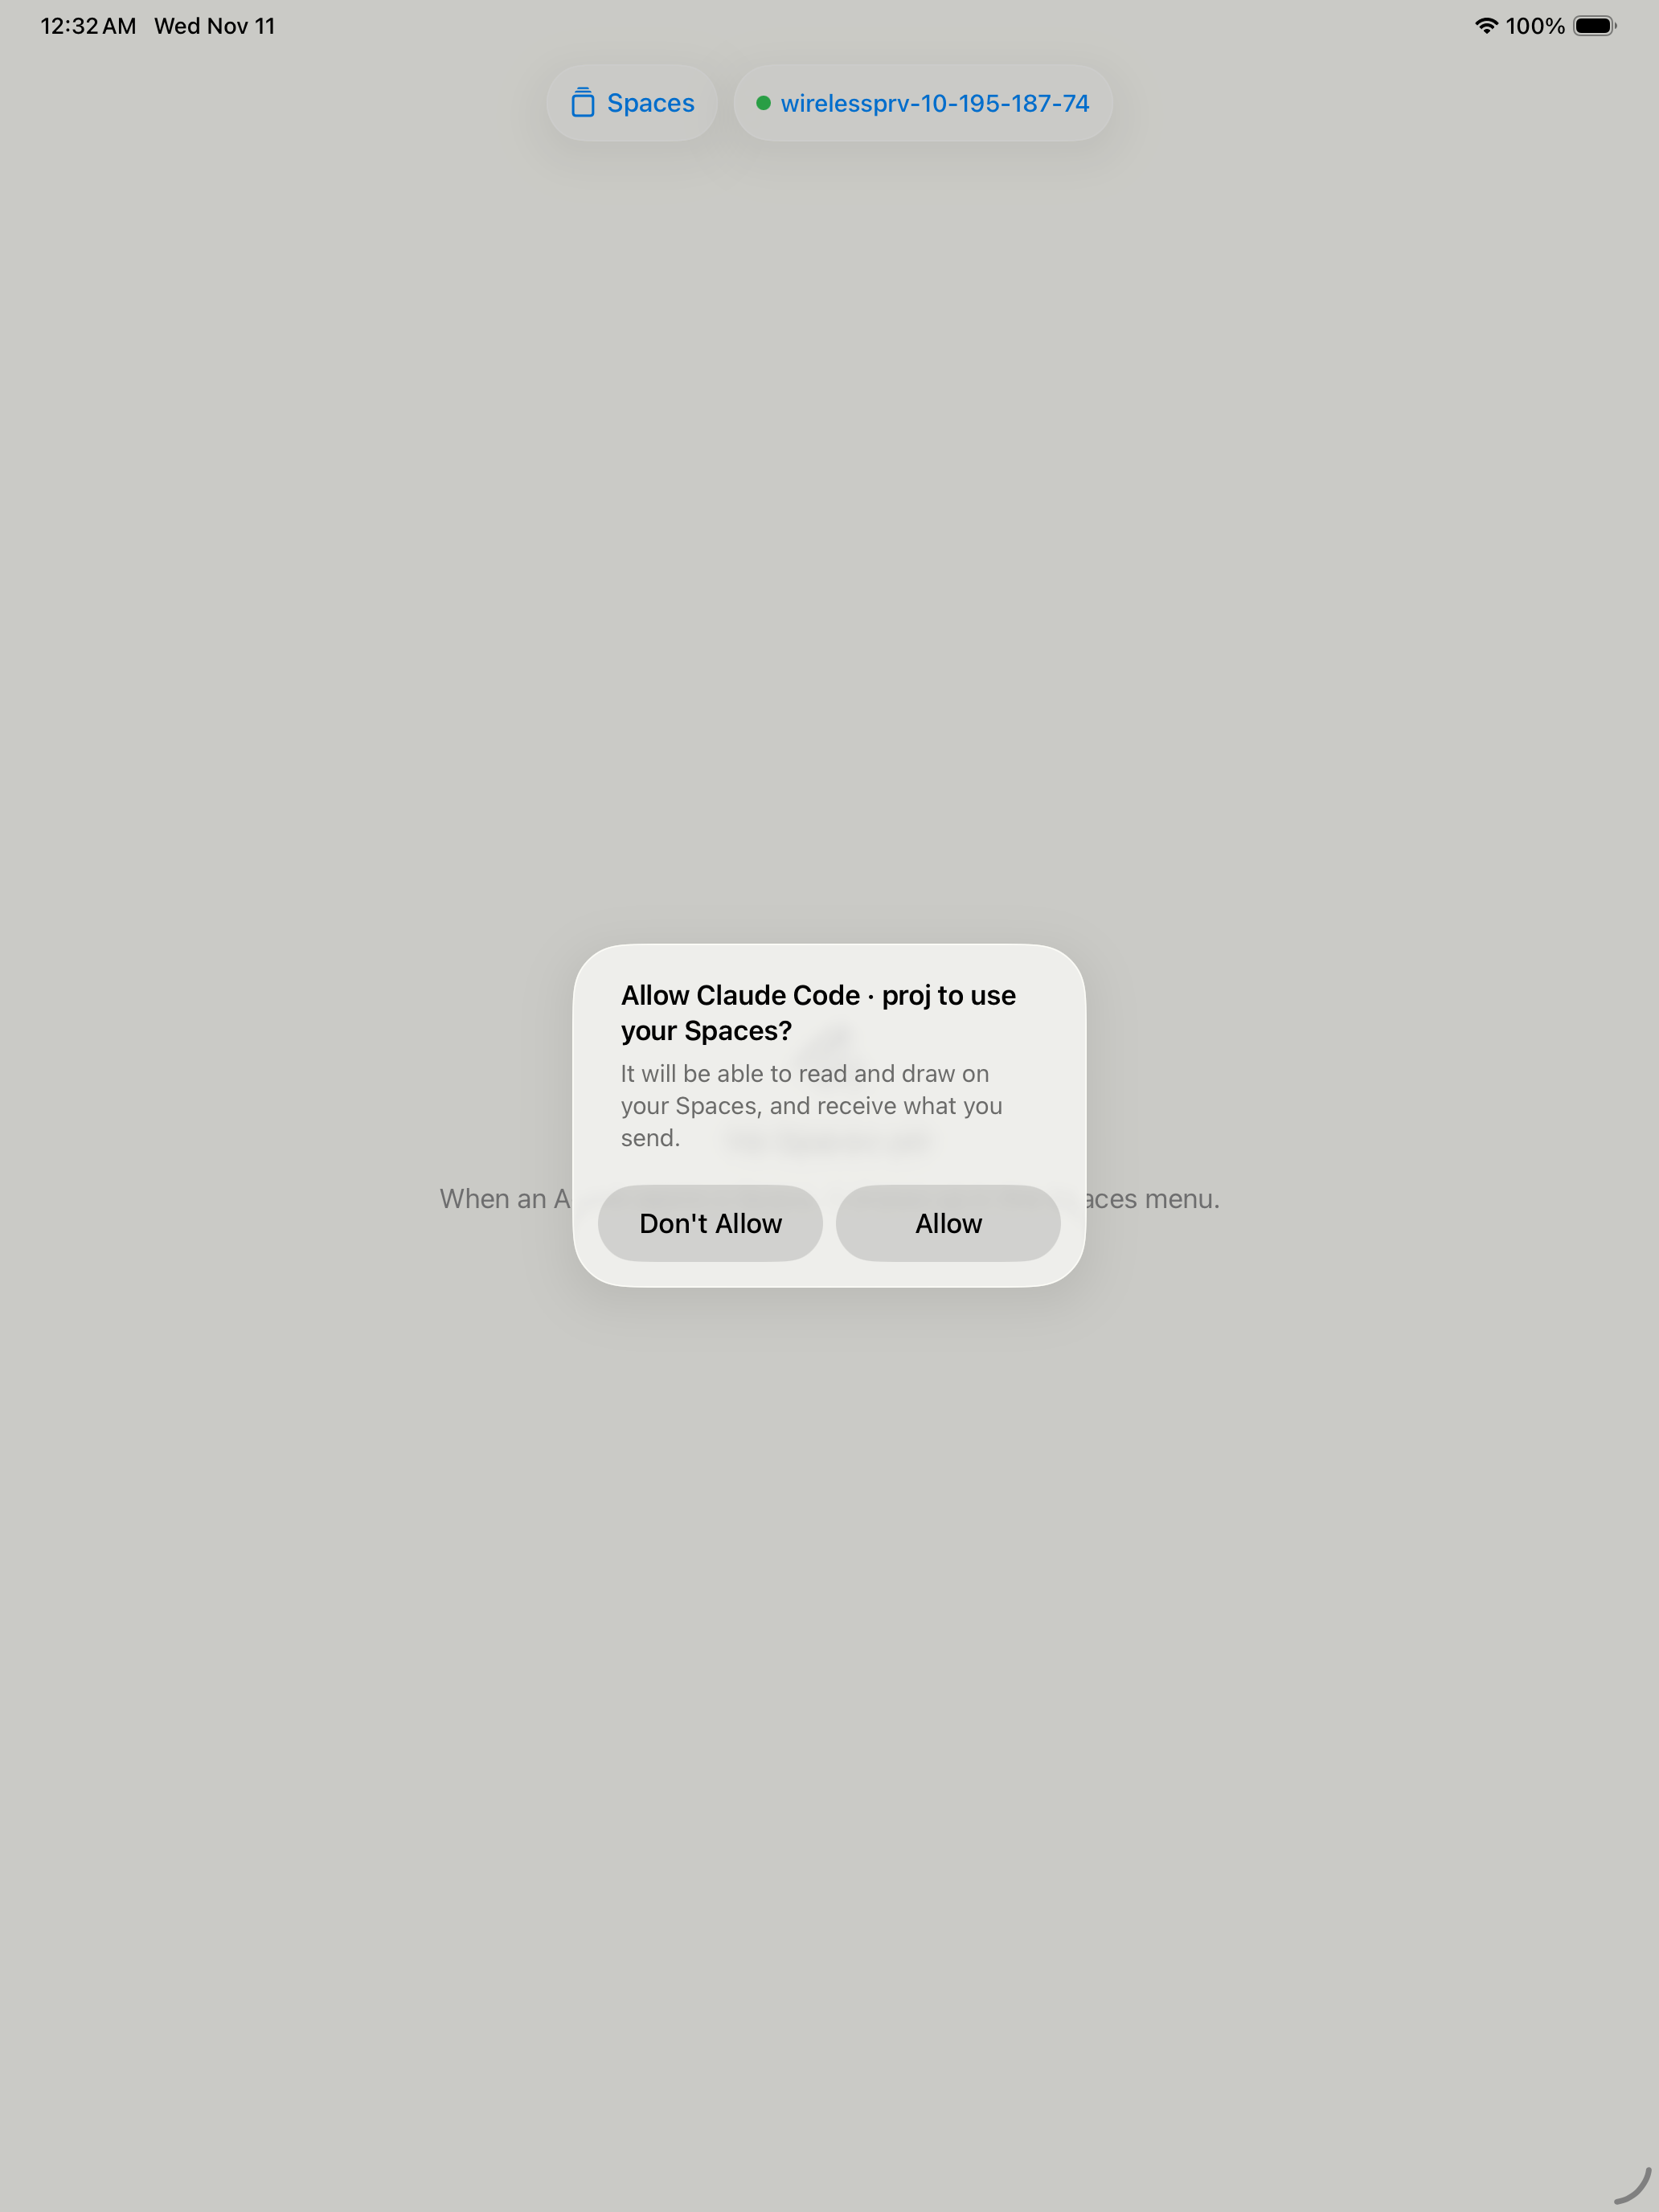 12:32 AM Wed Nov 11
100%
Spaces
wirelessprv-10-195-187-74
Allow Claude Code · proj to use
your Spaces?
It will be able to read and draw on
your Spaces, and receive what you
send.
When an A
aces menu.
Don't Allow
Allow